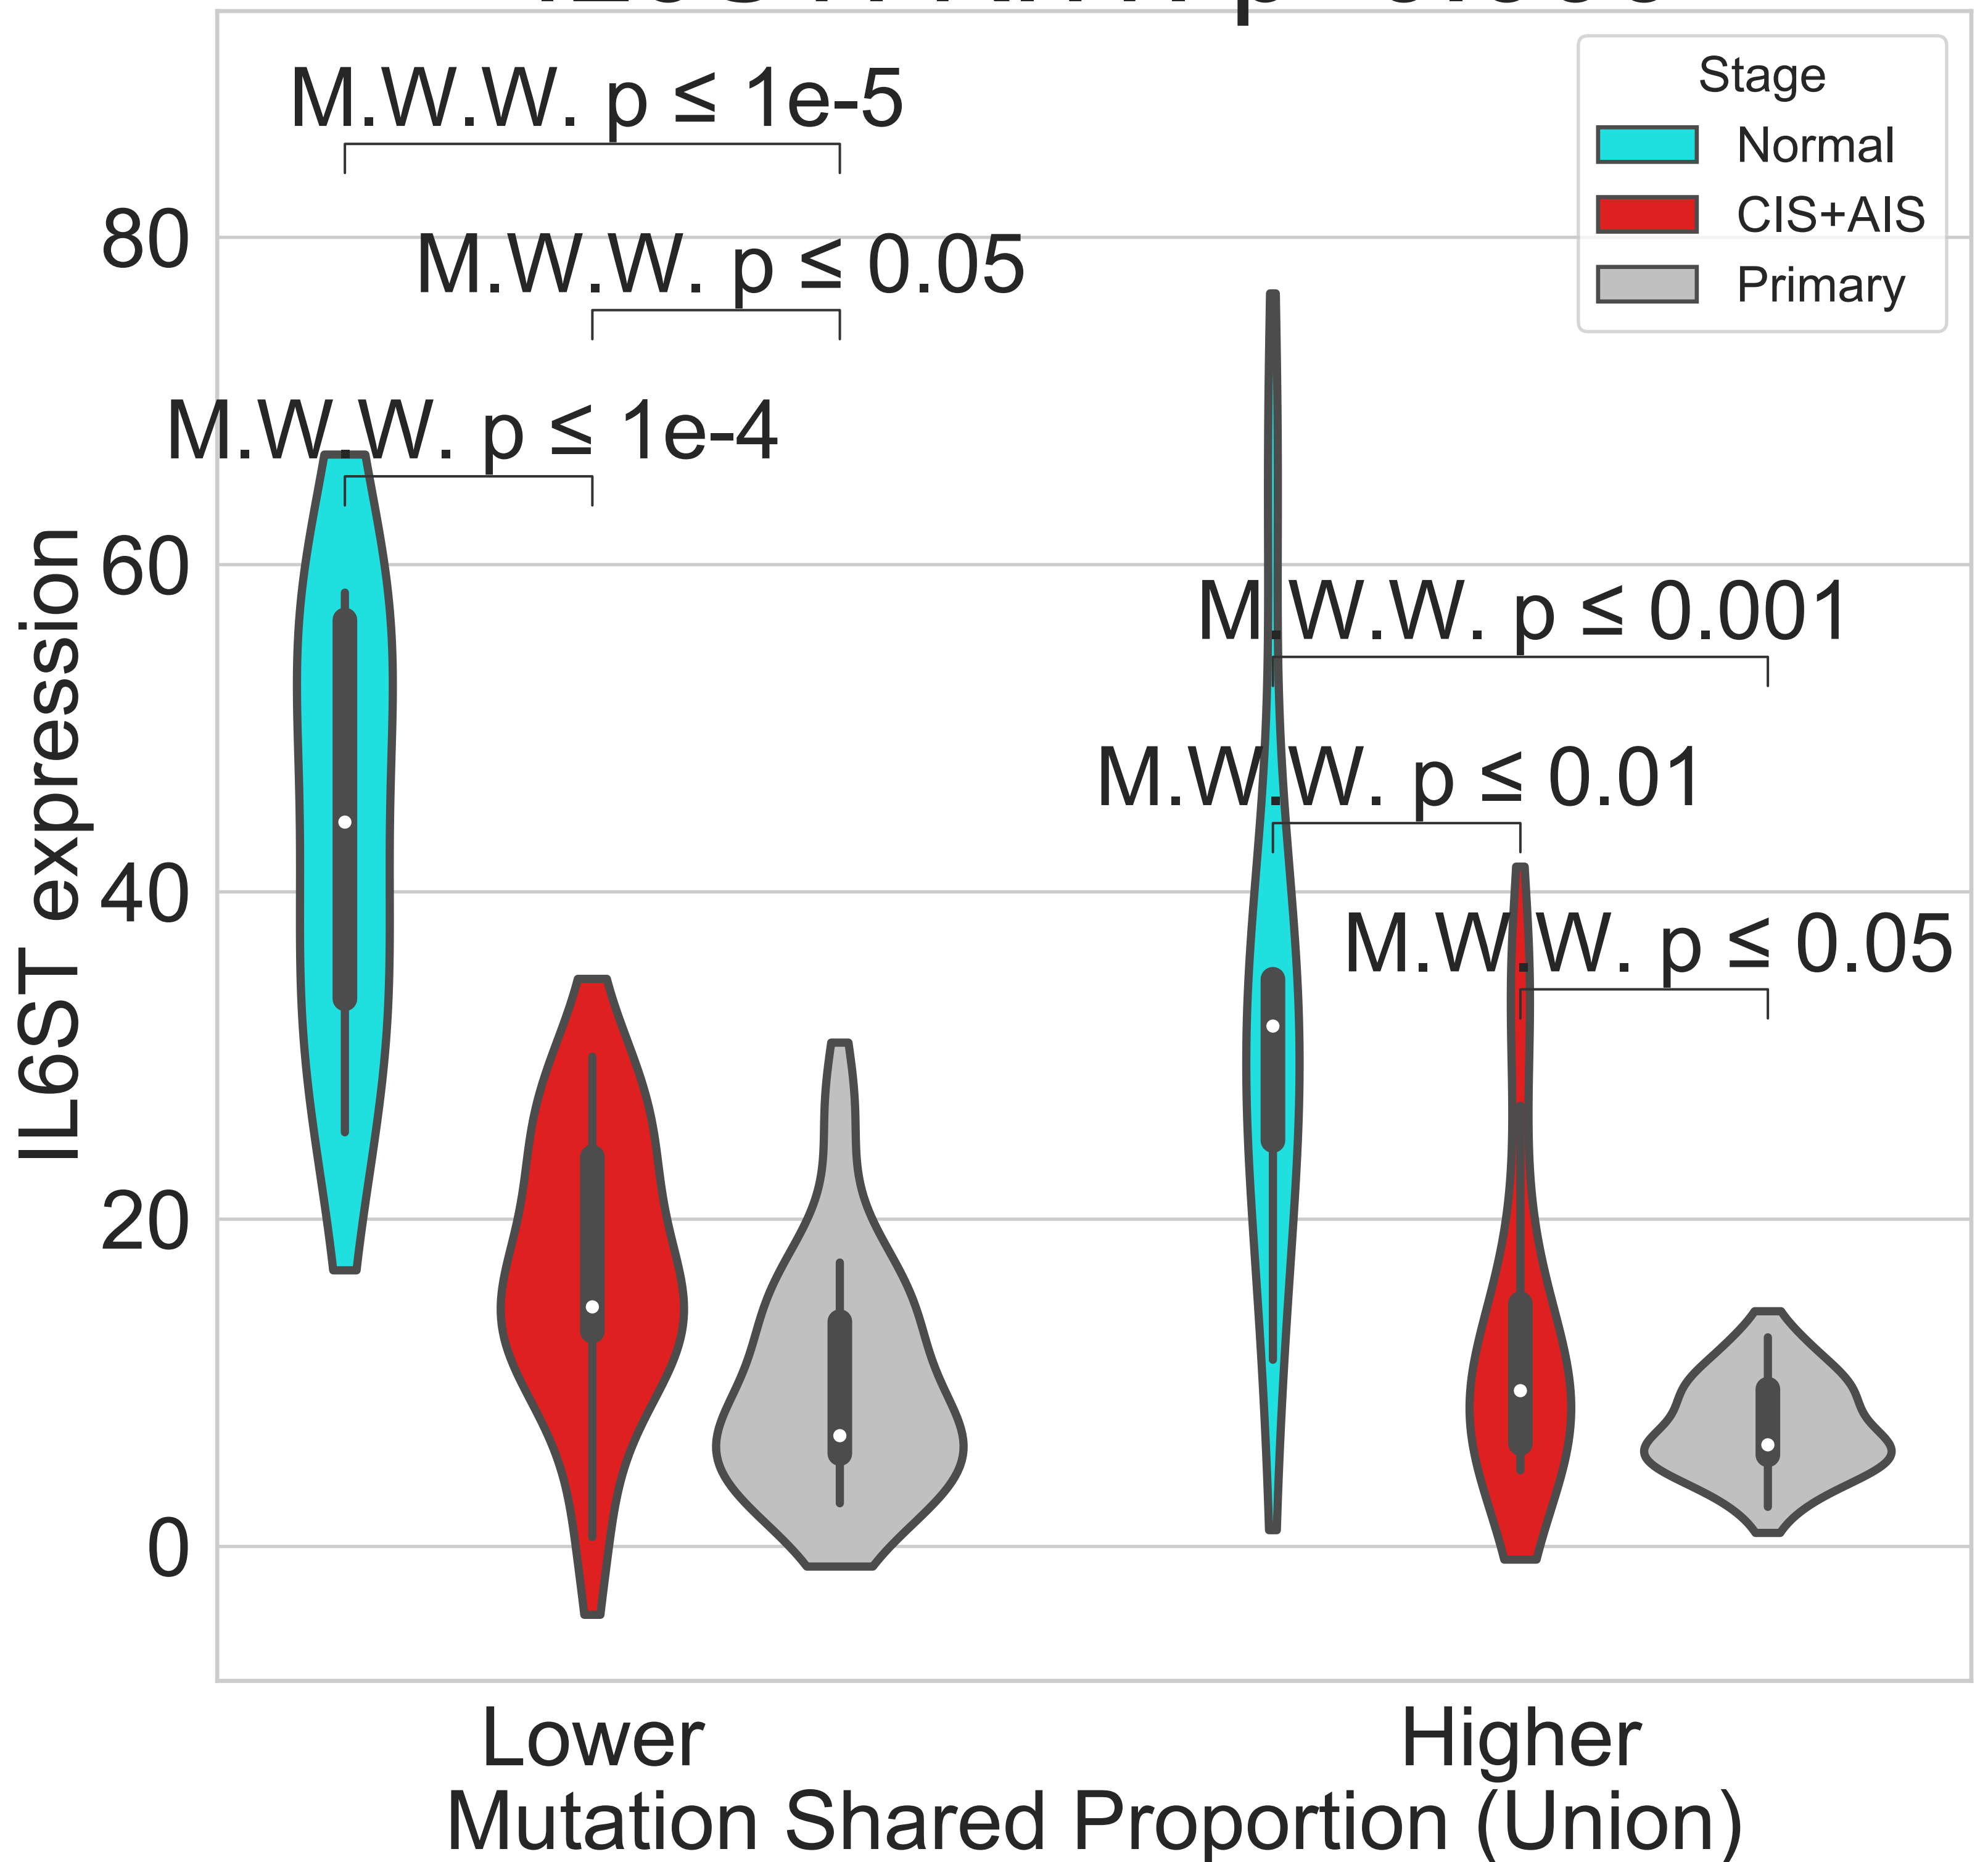 Stage
Normal
CIS+AIS
Primary
M.W.W. p ≤ 1e-5
M.W.W. p ≤ 0.05
M.W.W. p ≤ 1e-4
M.W.W. p ≤ 0.001
M.W.W. p ≤ 0.01
M.W.W. p ≤ 0.05
IL6ST expression
80
60
40
20
0
Lower
Higher
Mutation Shared Proportion (Union)